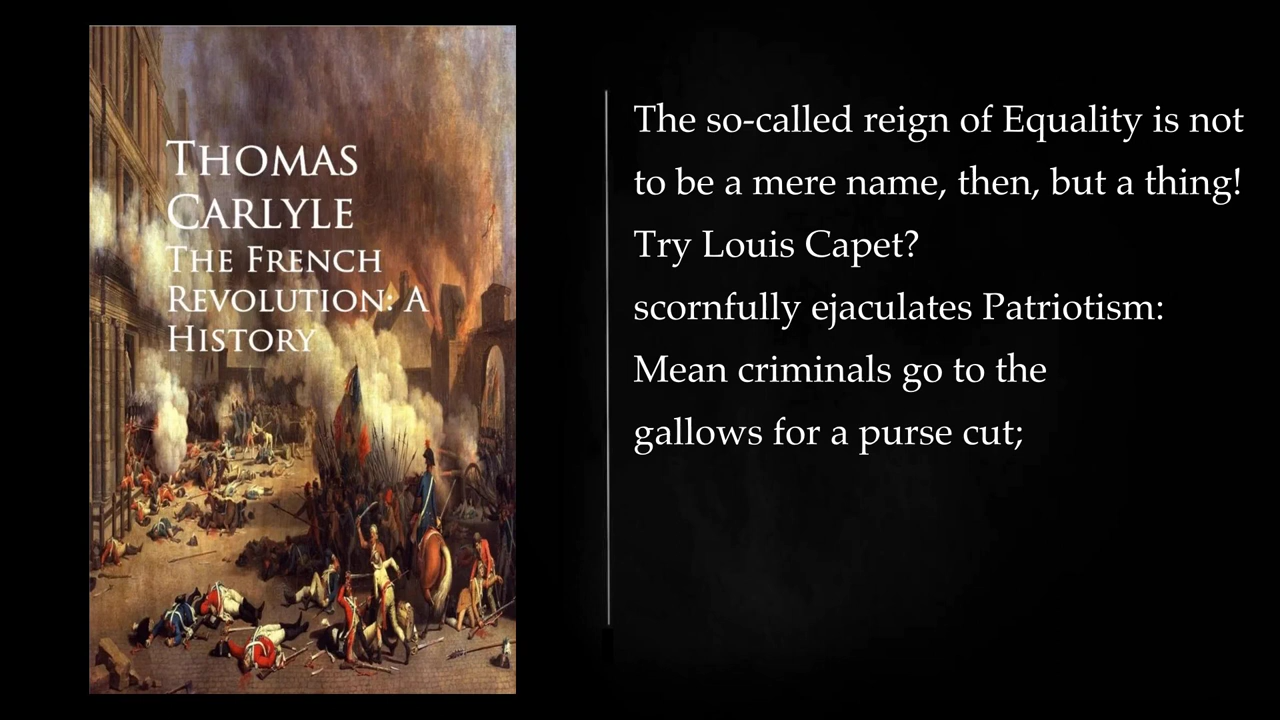 THOMAS
CARLYLE
THE FRENCH
REVOLUTION: A
HISTORY
The so-called reign of Equality is not
to be a mere name, then, but a thing!
Try Louis Capet?
scornfully ejaculates Patriotism:
Mean criminals go to the
gallows for a purse cut;